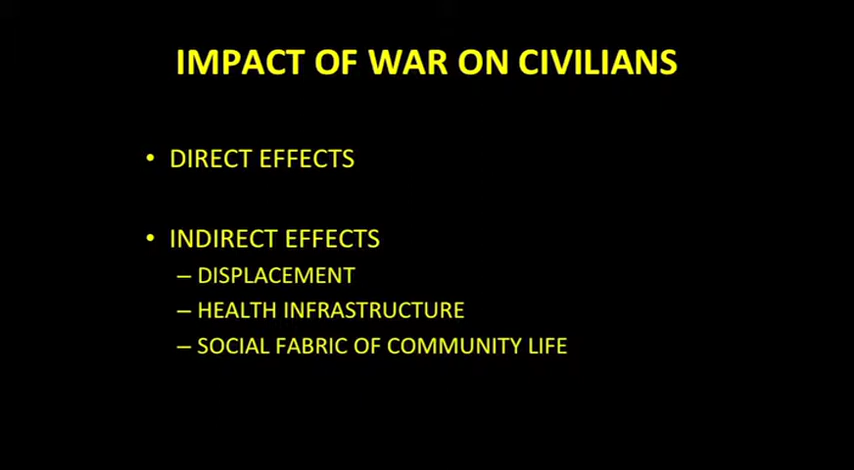 IMPACT OF WAR ON CIVILIANS
• DIRECT EFFECTS
• INDIRECT EFFECTS
– DISPLACEMENT
– HEALTH INFRASTRUCTURE
– SOCIAL FABRIC OF COMMUNITY LIFE